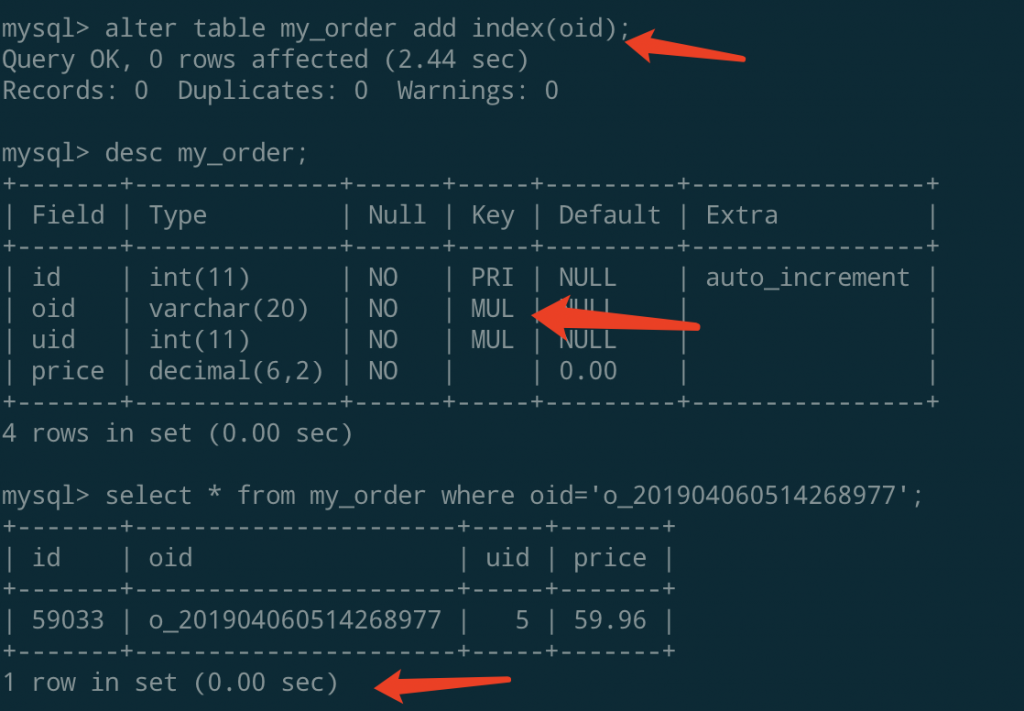 mysql> alter table my_order add index(oid);
Query OK, 0 rows affected (2.44 sec)
Records: 0  Duplicates: 0  Warnings: 0
mysql> desc my_order;
+-------+--------------+------+-----+---------+----------------+
| Field | Type         | Null | Key | Default | Extra          |
+-------+--------------+------+-----+---------+----------------+
| id    | int(11)      | NO   | PRI | NULL    | auto_increment |
| oid   | varchar(20)  | NO   | MUL | NULL    |                |
| uid   | int(11)      | NO   | MUL | NULL    |                |
| price | decimal(6,2) | NO   |     | 0.00    |                |
+-------+--------------+------+-----+---------+----------------+
4 rows in set (0.00 sec)
mysql> select * from my_order where oid='o_201904060514268977';
+-------+----------------------+-----+-------+
| id    | oid                  | uid | price |
+-------+----------------------+-----+-------+
| 59033 | o_201904060514268977 |   5 | 59.96 |
+-------+----------------------+-----+-------+
1 row in set (0.00 sec)